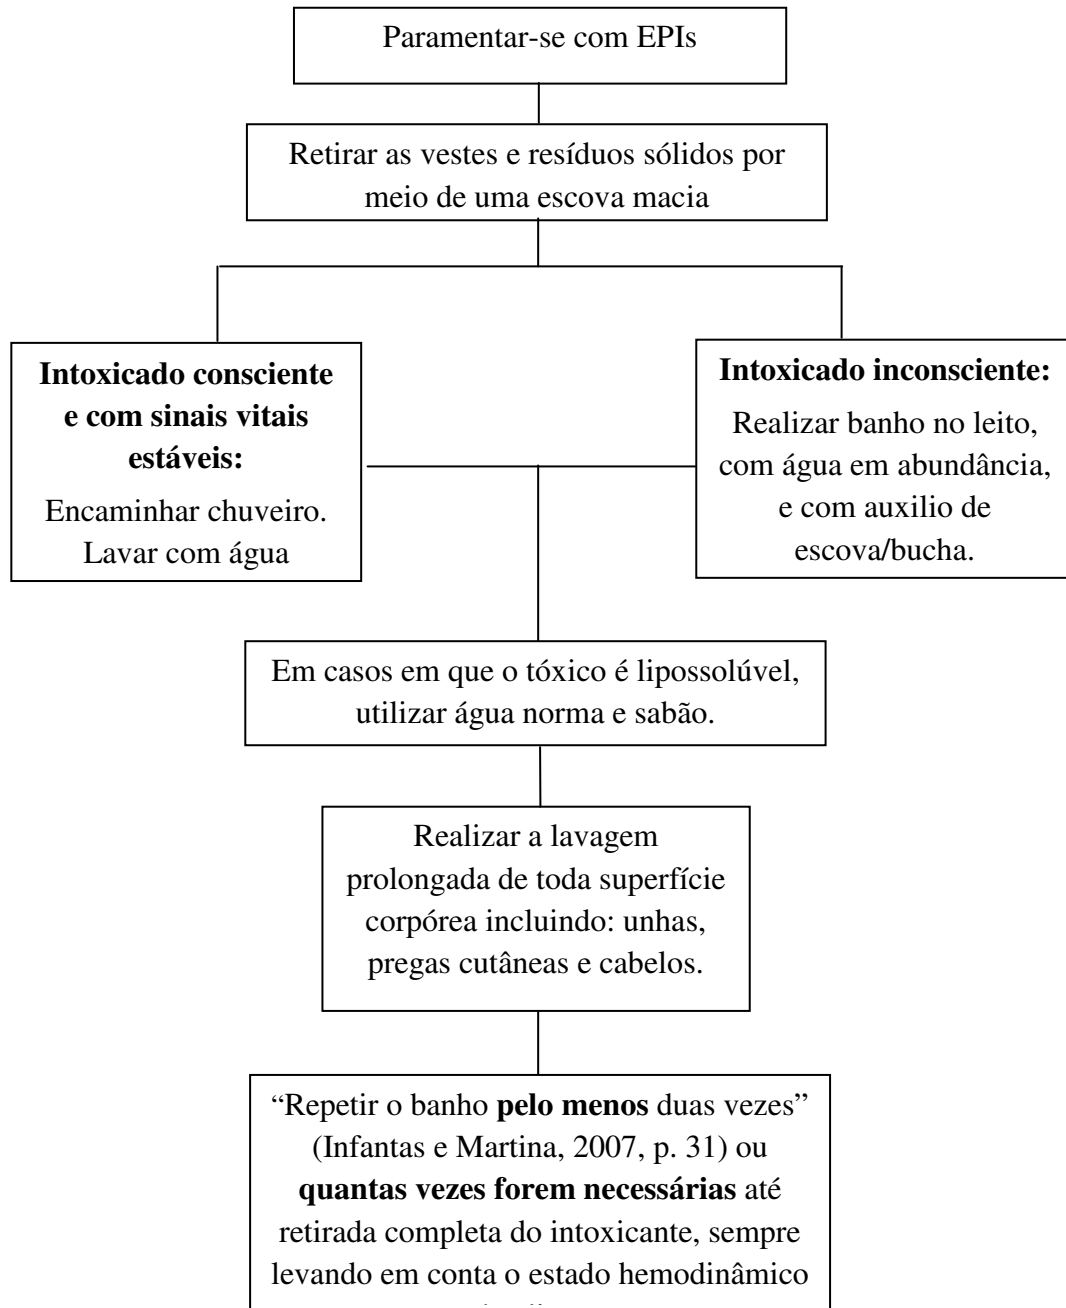 Paramentar-se com EPIs
Retirar as vestes e resíduos sólidos por
meio de uma escova macia
Intoxicado consciente
e com sinais vitais
estáveis:
Encaminhar chuveiro.
Lavar com água
Intoxicado inconsciente:
Realizar banho no leito,
com água em abundância,
e com auxilio de
escova/bucha.
Em casos em que o tóxico é lipossolúvel,
utilizar água norma e sabão.
Realizar a lavagem
prolongada de toda superfície
corpórea incluindo: unhas,
pregas cutâneas e cabelos.
“Repetir o banho pelo menos duas vezes”
(Infantas e Martina, 2007, p. 31) ou
quantas vezes forem necessárias até
retirada completa do intoxicante, sempre
levando em conta o estado hemodinâmico